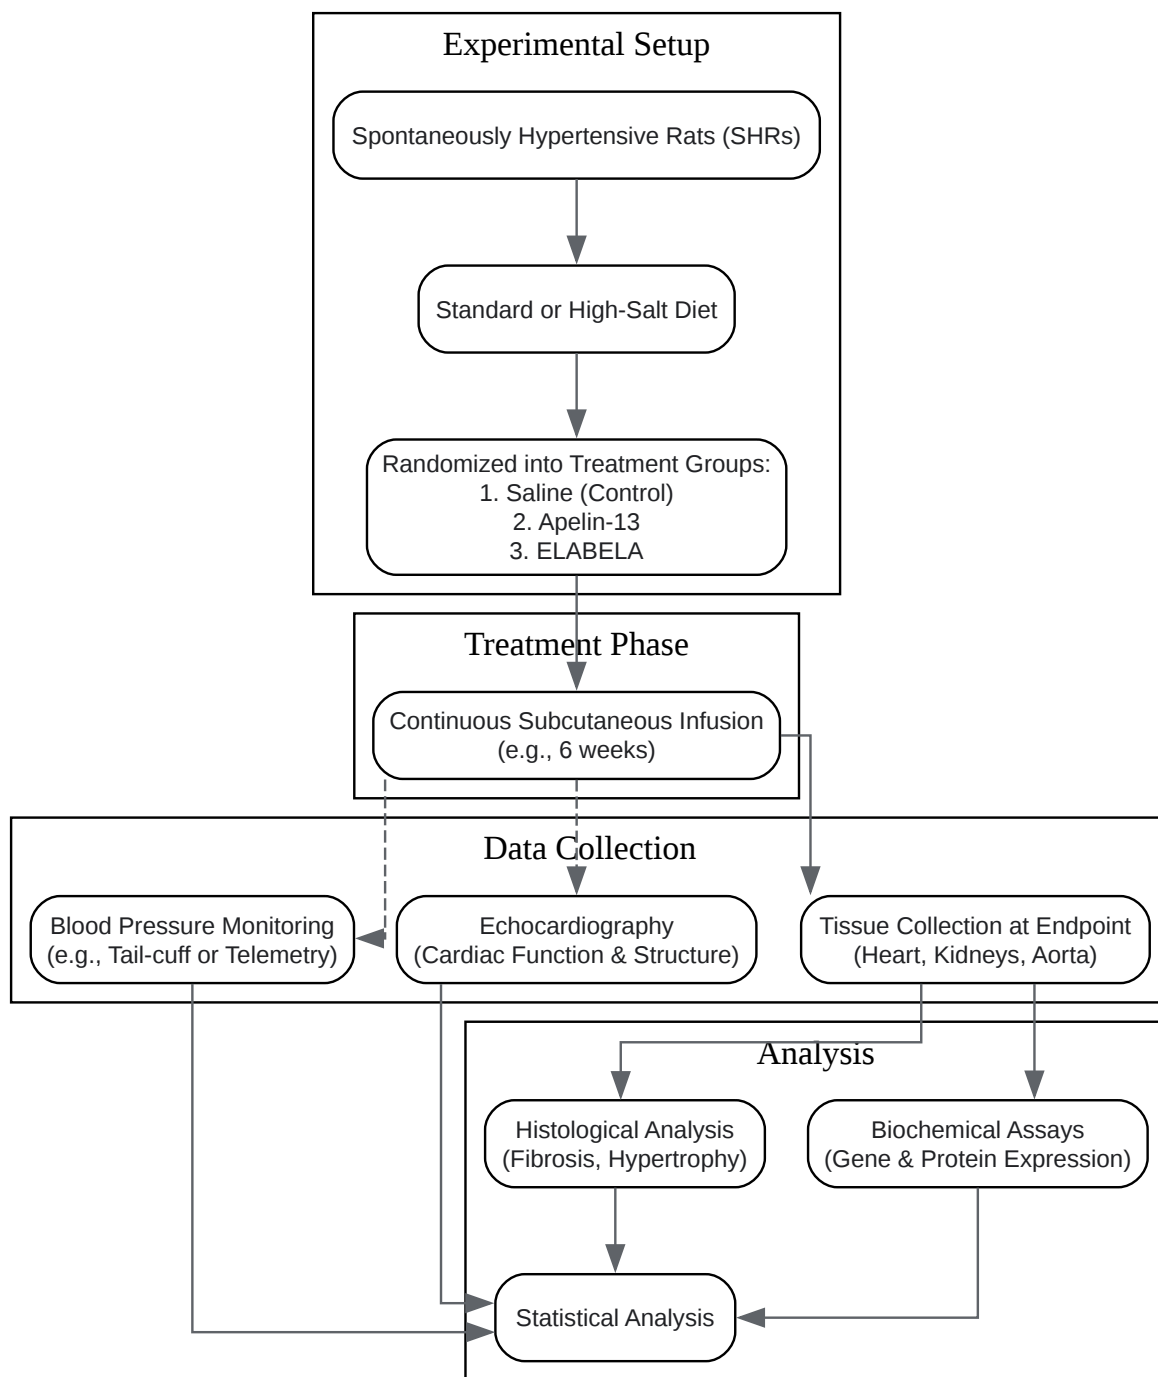 Experimental Setup
Spontaneously Hypertensive Rats (SHRs)
Standard or High-Salt Diet
Randomized into Treatment Groups:
1. Saline (Control)
2. Apelin-13
3. ELABELA
Treatment Phase
Continuous Subcutaneous Infusion
(e.g., 6 weeks)
Data Collection
Blood Pressure Monitoring
(e.g., Tail-cuff or Telemetry)
Echocardiography
(Cardiac Function & Structure)
Tissue Collection at Endpoint
(Heart, Kidneys, Aorta)
Analysis
Histological Analysis
(Fibrosis, Hypertrophy)
Biochemical Assays
(Gene & Protein Expression)
Statistical Analysis